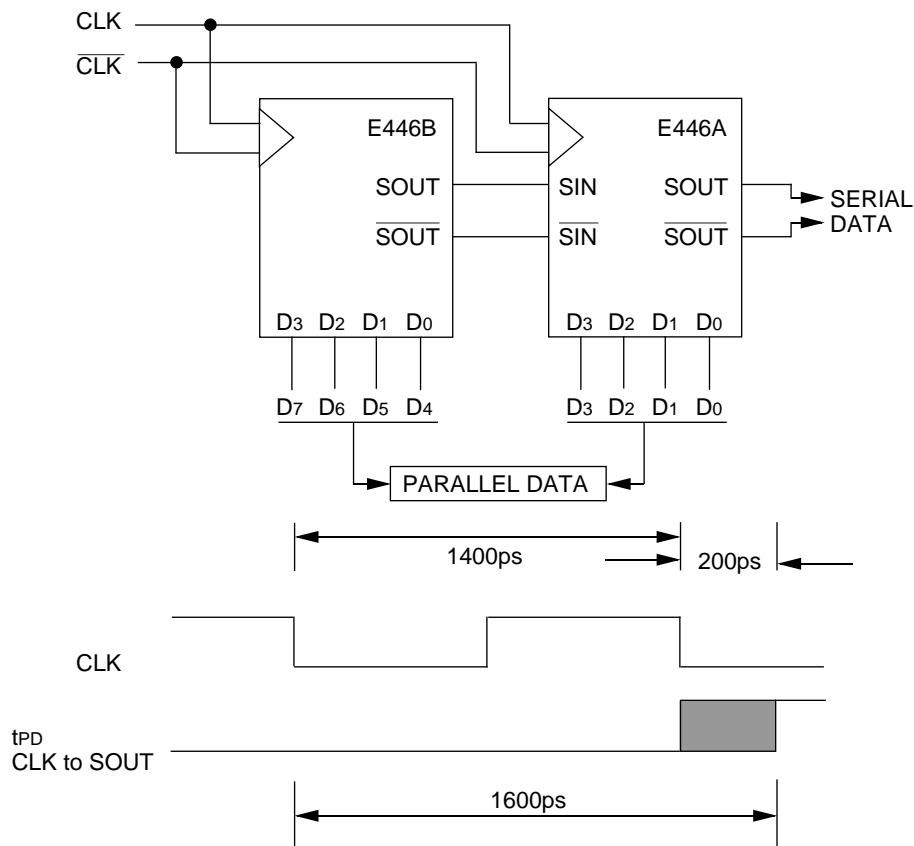 CLK
CLK
E446B
E446A
SOUT
SIN
SOUT
SERIAL
DATA
SOUT
SIN
SOUT
D3 D2 D1 D0
D3 D2 D1 D0
D7 D6 D5 D4
D3 D2 D1 D0
PARALLEL DATA
1400ps
200ps
CLK
tPD
CLK to SOUT
1600ps